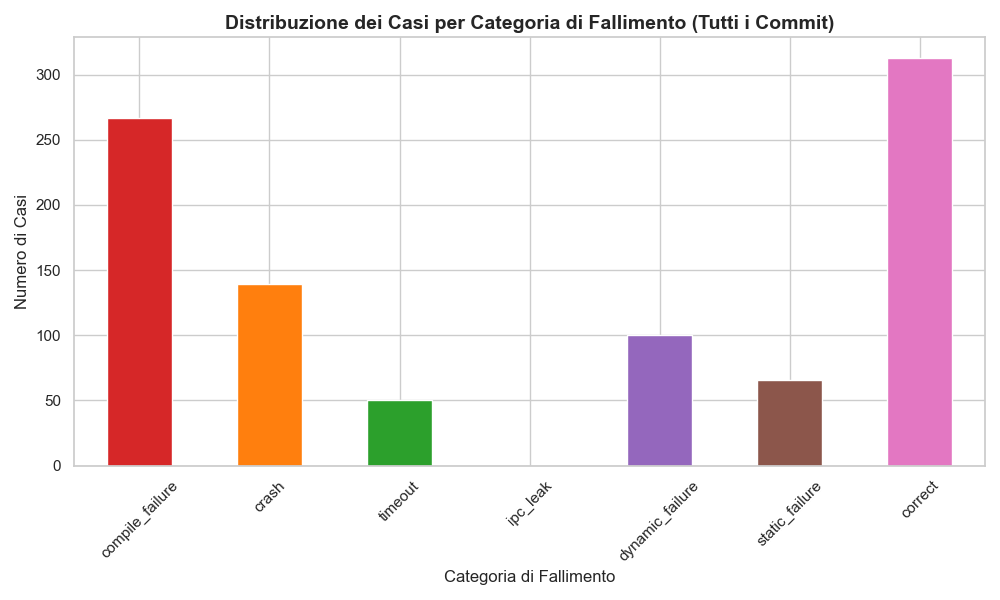 Distribuzione dei Casi per Categoria di Fallimento (Tutti i Commit)
Numero di Casi
300
250
200
150
100
50
0
compile_failure
crash
timeout
ipc_leak
dynamic_failure
static_failure
correct
Categoria di Fallimento